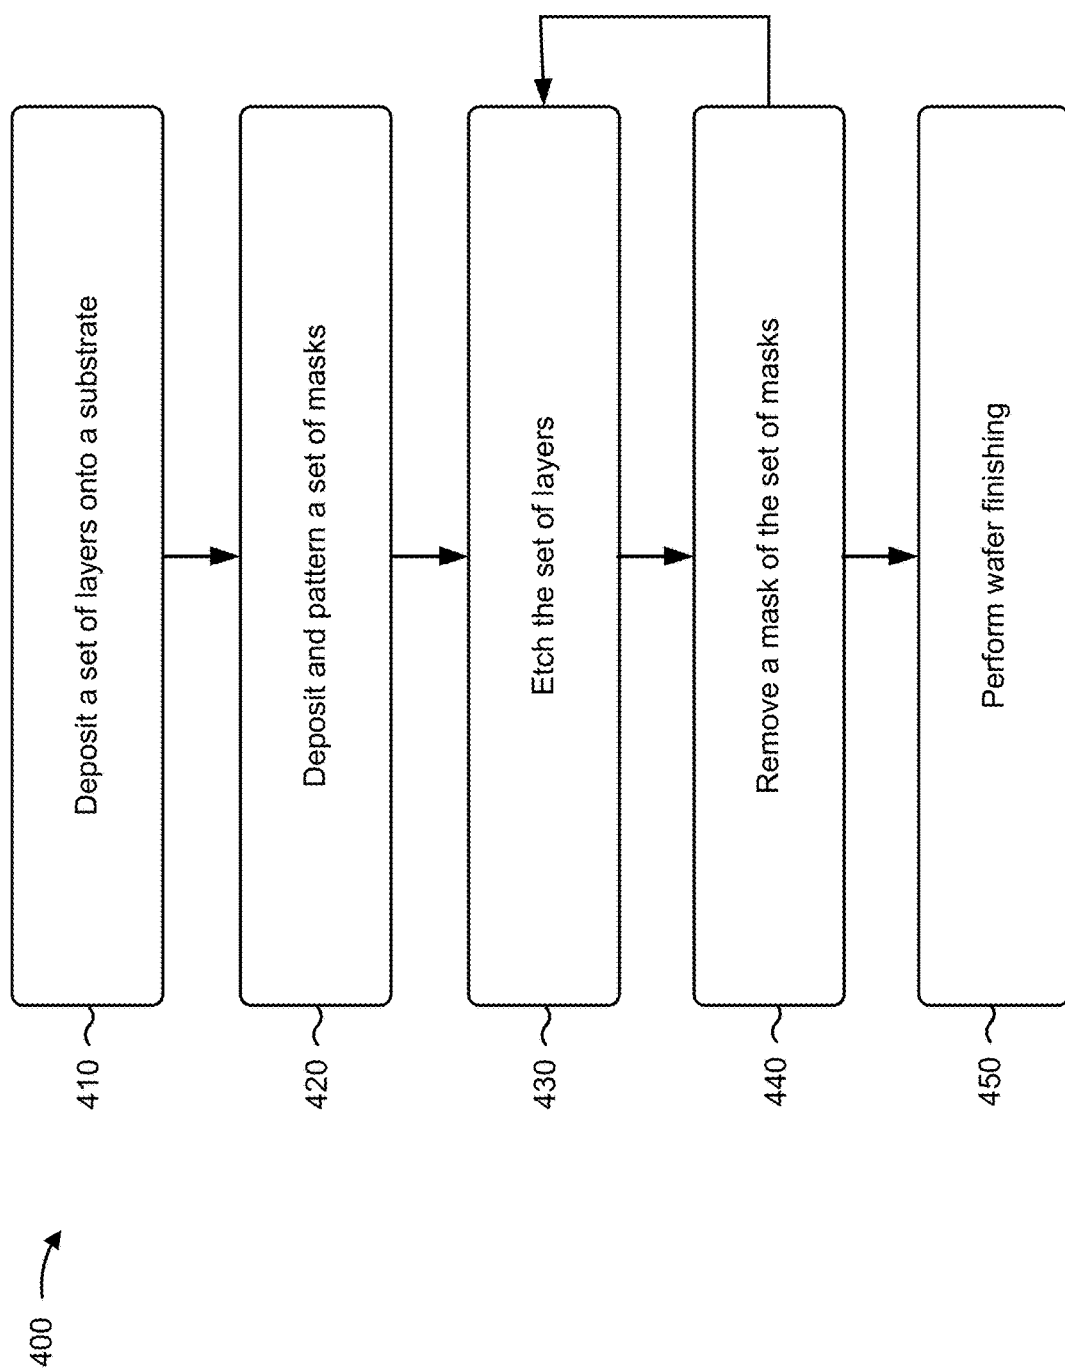 400
410
Deposit a set of layers onto a substrate
420
Deposit and pattern a set of masks
430
Etch the set of layers
440
Remove a mask of the set of masks
450
Perform wafer finishing